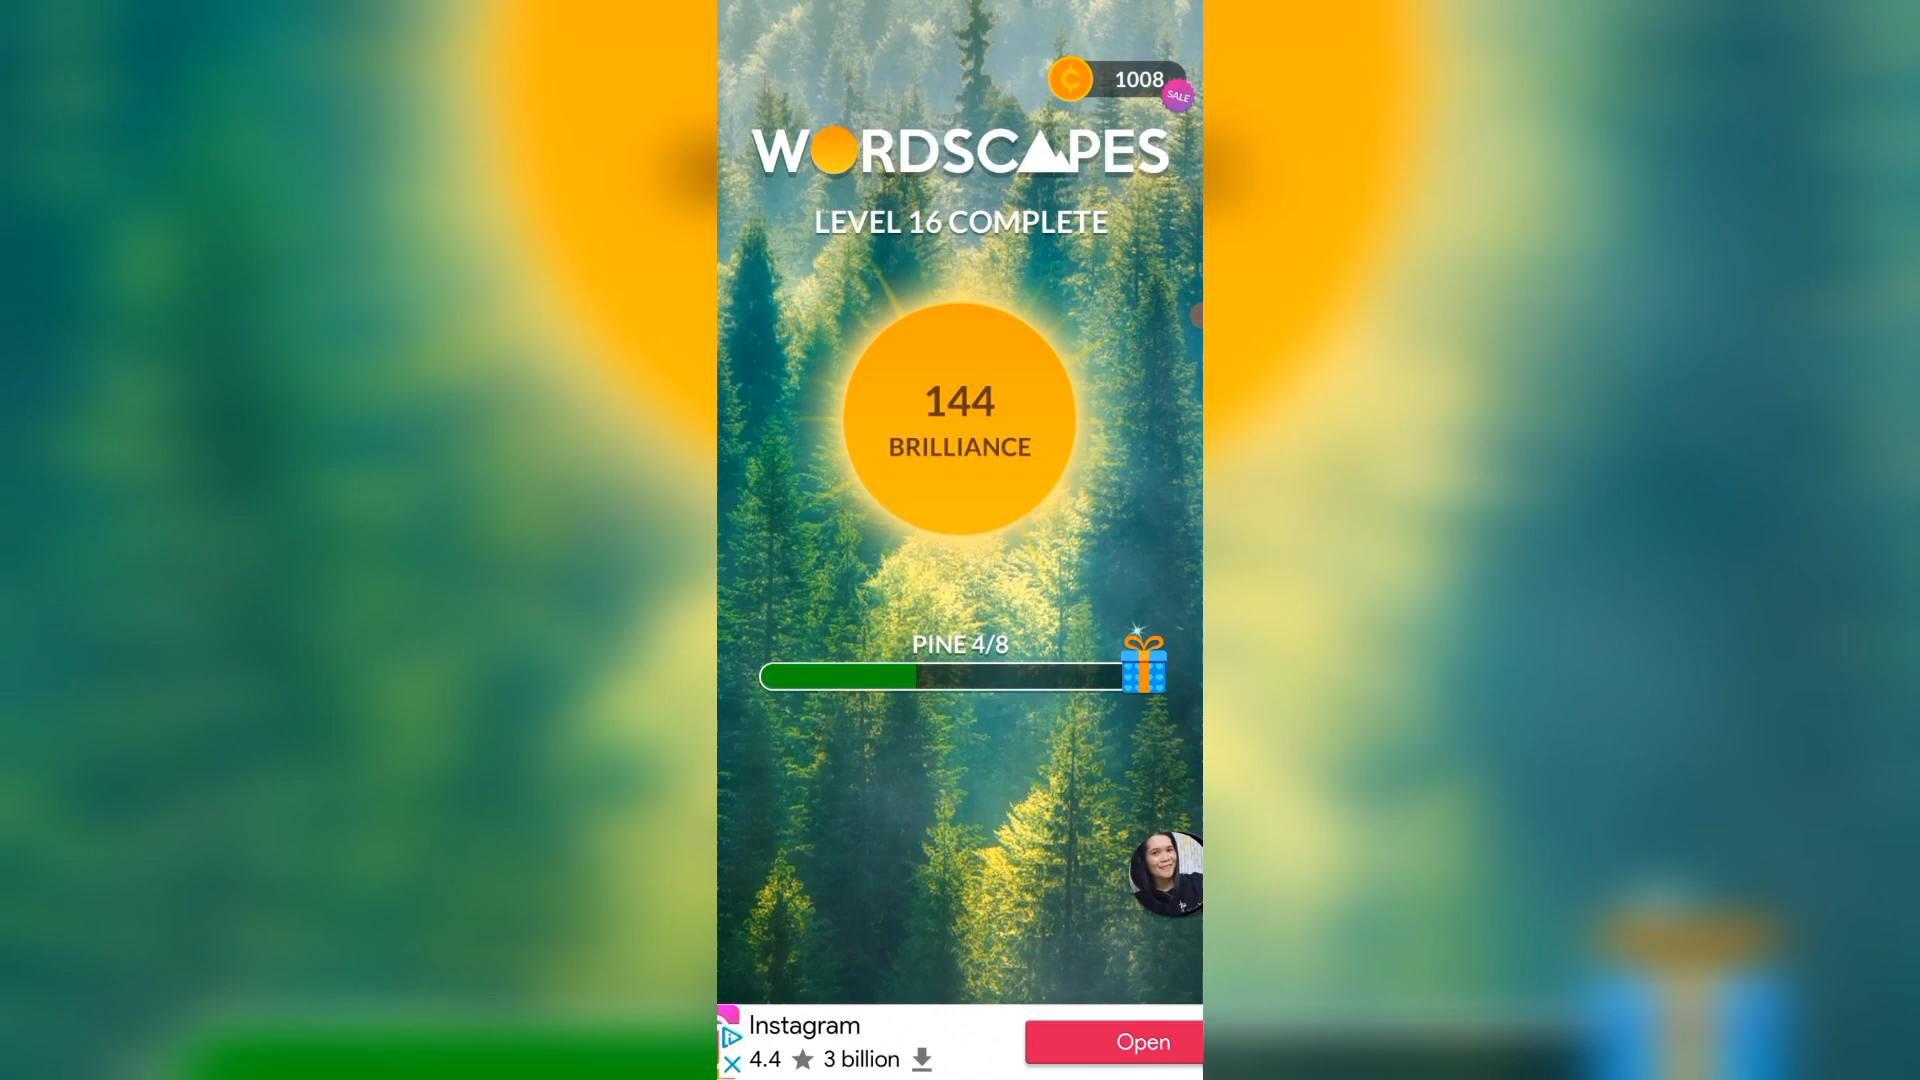 1008
SALE
WORDSCAPES
LEVEL 16 COMPLETE
144
BRILLIANCE
PINE 4/8
Instagram
4.4 ★ 3 billion
Open